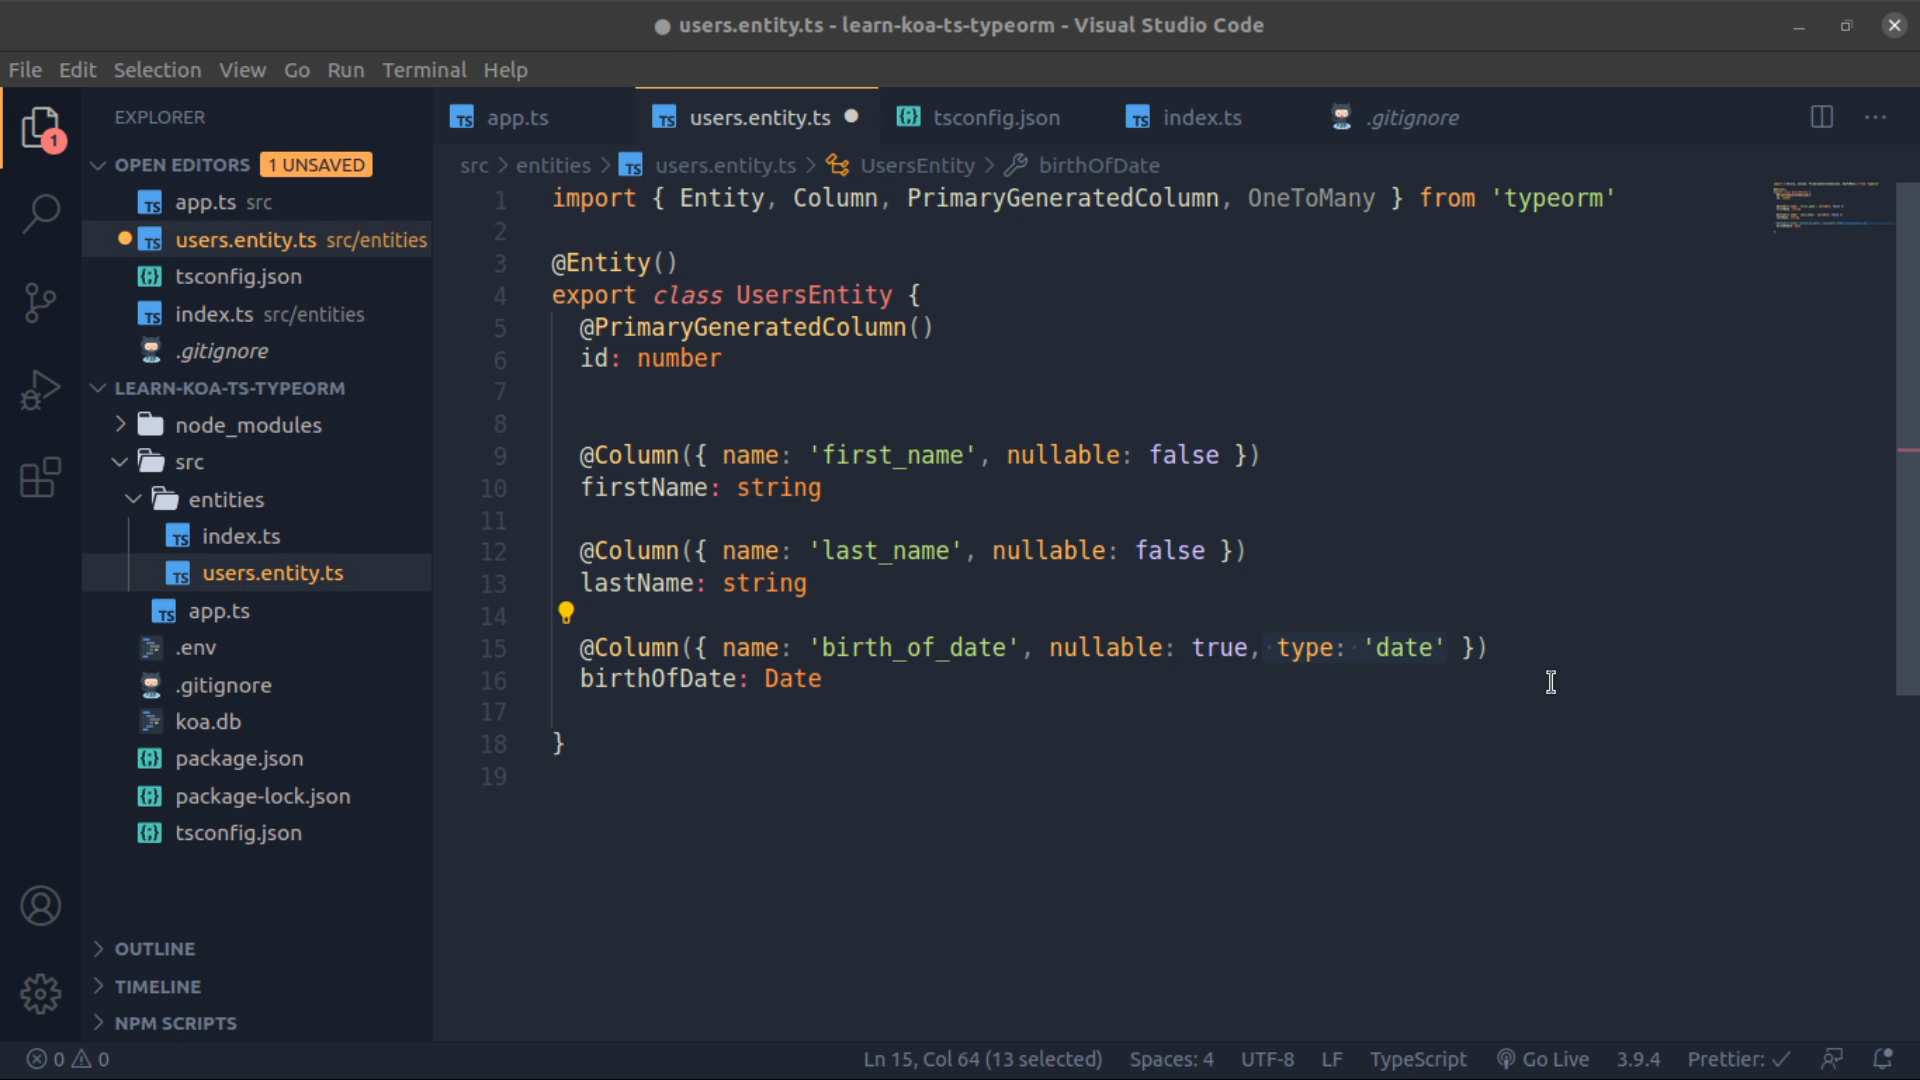 ● users.entity.ts - learn-koa-ts-typeorm - Visual Studio Code
File Edit Selection View Go Run Terminal Help
1
EXPLORER
OPEN EDITORS 1 UNSAVED
app.ts src
users.entity.ts src/entities
tsconfig.json
index.ts src/entities
.gitignore
LEARN-KOA-TS-TYPEORM
node_modules
src
entities
index.ts
users.entity.ts
app.ts
.env
.gitignore
koa.db
package.json
package-lock.json
tsconfig.json
OUTLINE
TIMELINE
NPM SCRIPTS
app.ts users.entity.ts tsconfig.json index.ts .gitignore
src > entities > users.entity.ts > UsersEntity > birthOfDate
1 import { Entity, Column, PrimaryGeneratedColumn, OneToMany } from 'typeorm'
2
3 @Entity()
4 export class UsersEntity {
5 @PrimaryGeneratedColumn()
6 id: number
7
8
9 @Column({ name: 'first_name', nullable: false })
10 firstName: string
11
12 @Column({ name: 'last_name', nullable: false })
13 lastName: string
14
15 @Column({ name: 'birth_of_date', nullable: true, type: 'date' })
16 birthOfDate: Date
17
18 }
19
0 0 Ln 15, Col 64 (13 selected) Spaces: 4 UTF-8 LF TypeScript Go Live 3.9.4 Prettier: ✓